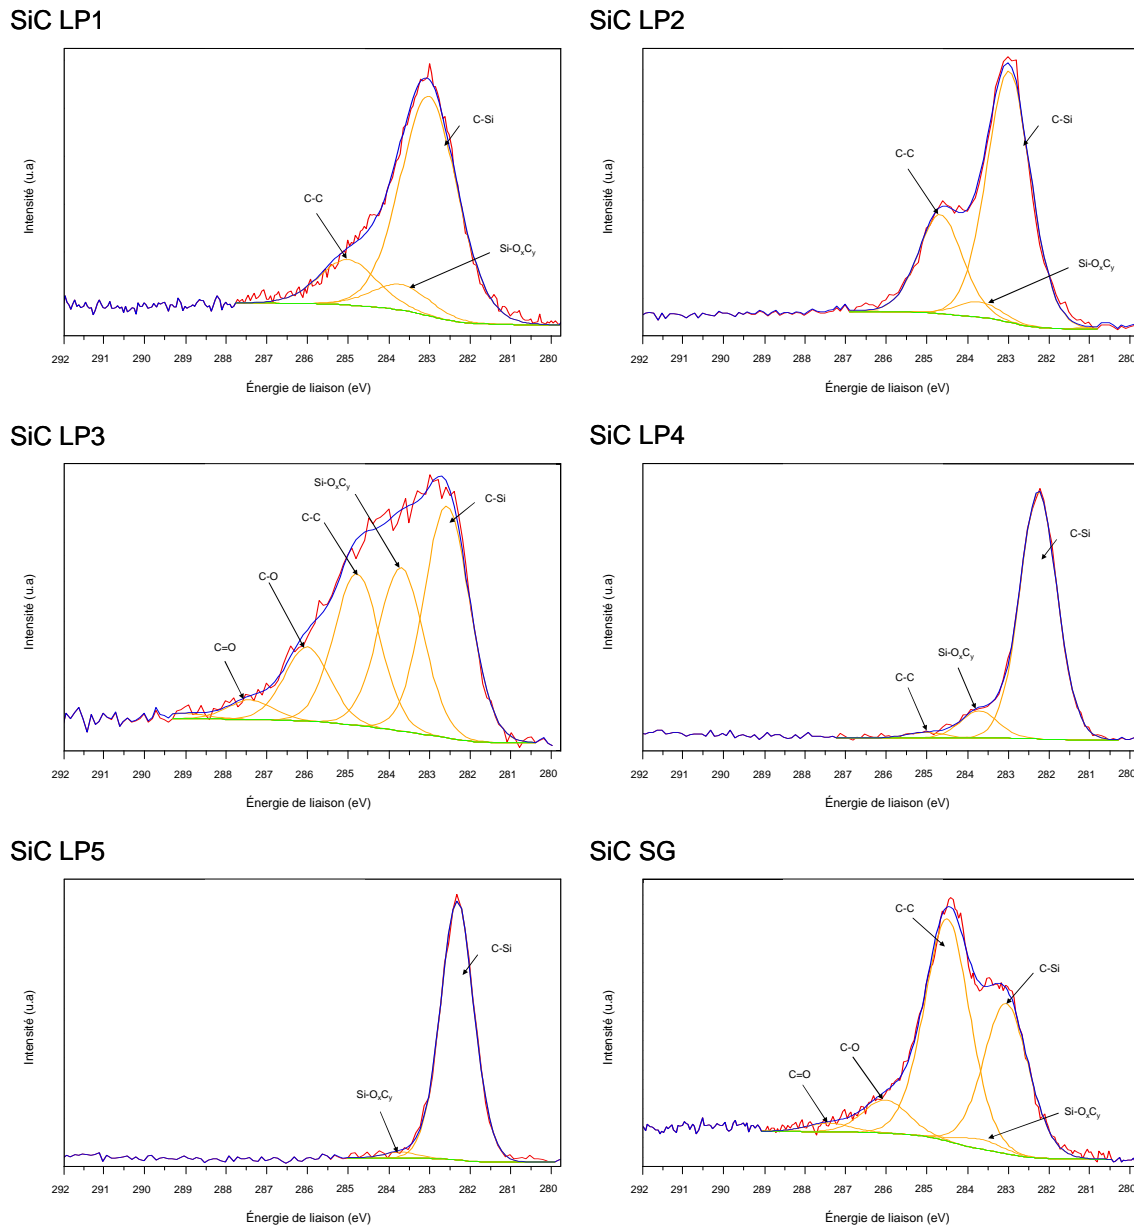 SiC LP1
SiC LP2
Intensité (u.a)
C-Si
C-C
Si-OxCy
292 291 290 289 288 287 286 285 284 283 282 281 280
Énergie de liaison (eV)
Intensité (u.a)
C-Si
C-C
Si-OxCy
292 291 290 289 288 287 286 285 284 283 282 281 280
Énergie de liaison (eV)
SiC LP3
SiC LP4
Intensité (u.a)
Si-OxCy
C-Si
C-C
C-O
C=O
292 291 290 289 288 287 286 285 284 283 282 281 280
Énergie de liaison (eV)
Intensité (u.a)
C-Si
Si-OxCy
C-C
292 291 290 289 288 287 286 285 284 283 282 281 280
Énergie de liaison (eV)
SiC LP5
SiC SG
Intensité (u.a)
C-Si
Si-OxCy
292 291 290 289 288 287 286 285 284 283 282 281 280
Énergie de liaison (eV)
Intensité (u.a)
C-C
C-Si
C-O
C=O
Si-OxCy
292 291 290 289 288 287 286 285 284 283 282 281 280
Énergie de liaison (eV)